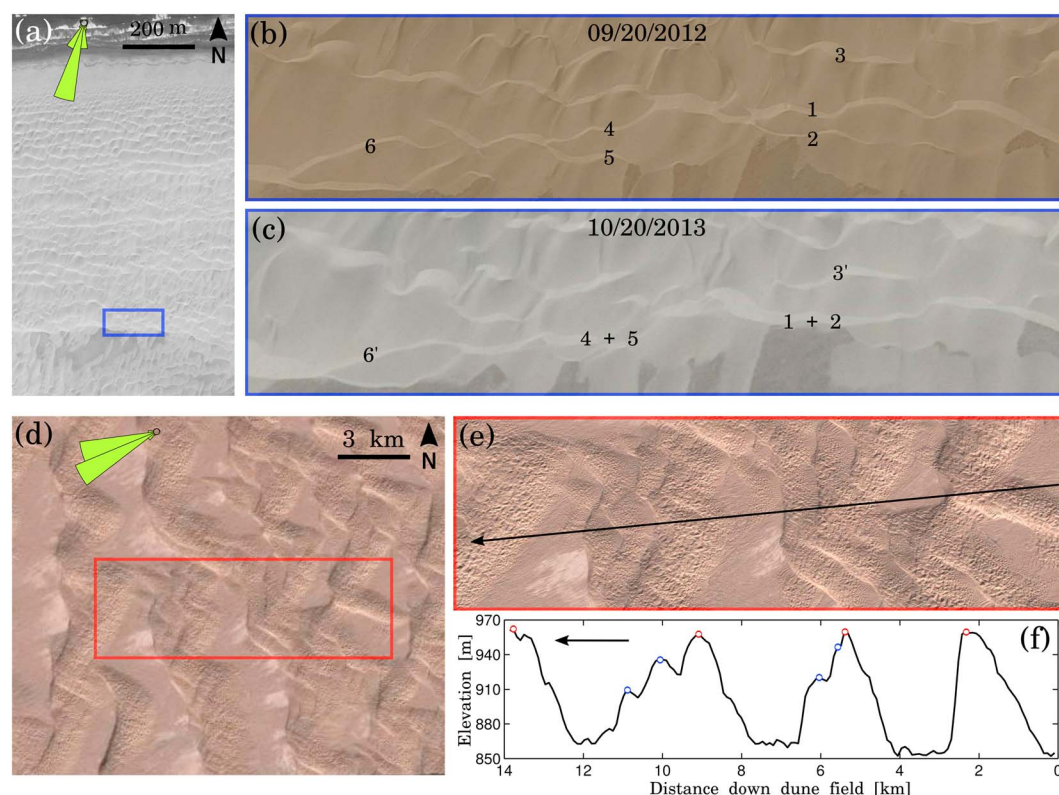 (a)
200 m
N
(b)
09/20/2012
3
1
4
2
6
5
(c)
10/20/2013
3'
1 + 2
4 + 5
6'
(d)
3 km
N
(e)
(f)
970
940
910
880
850
Elevation [m]
14 12 10 8 6 4 2 0
Distance down dune field [km]